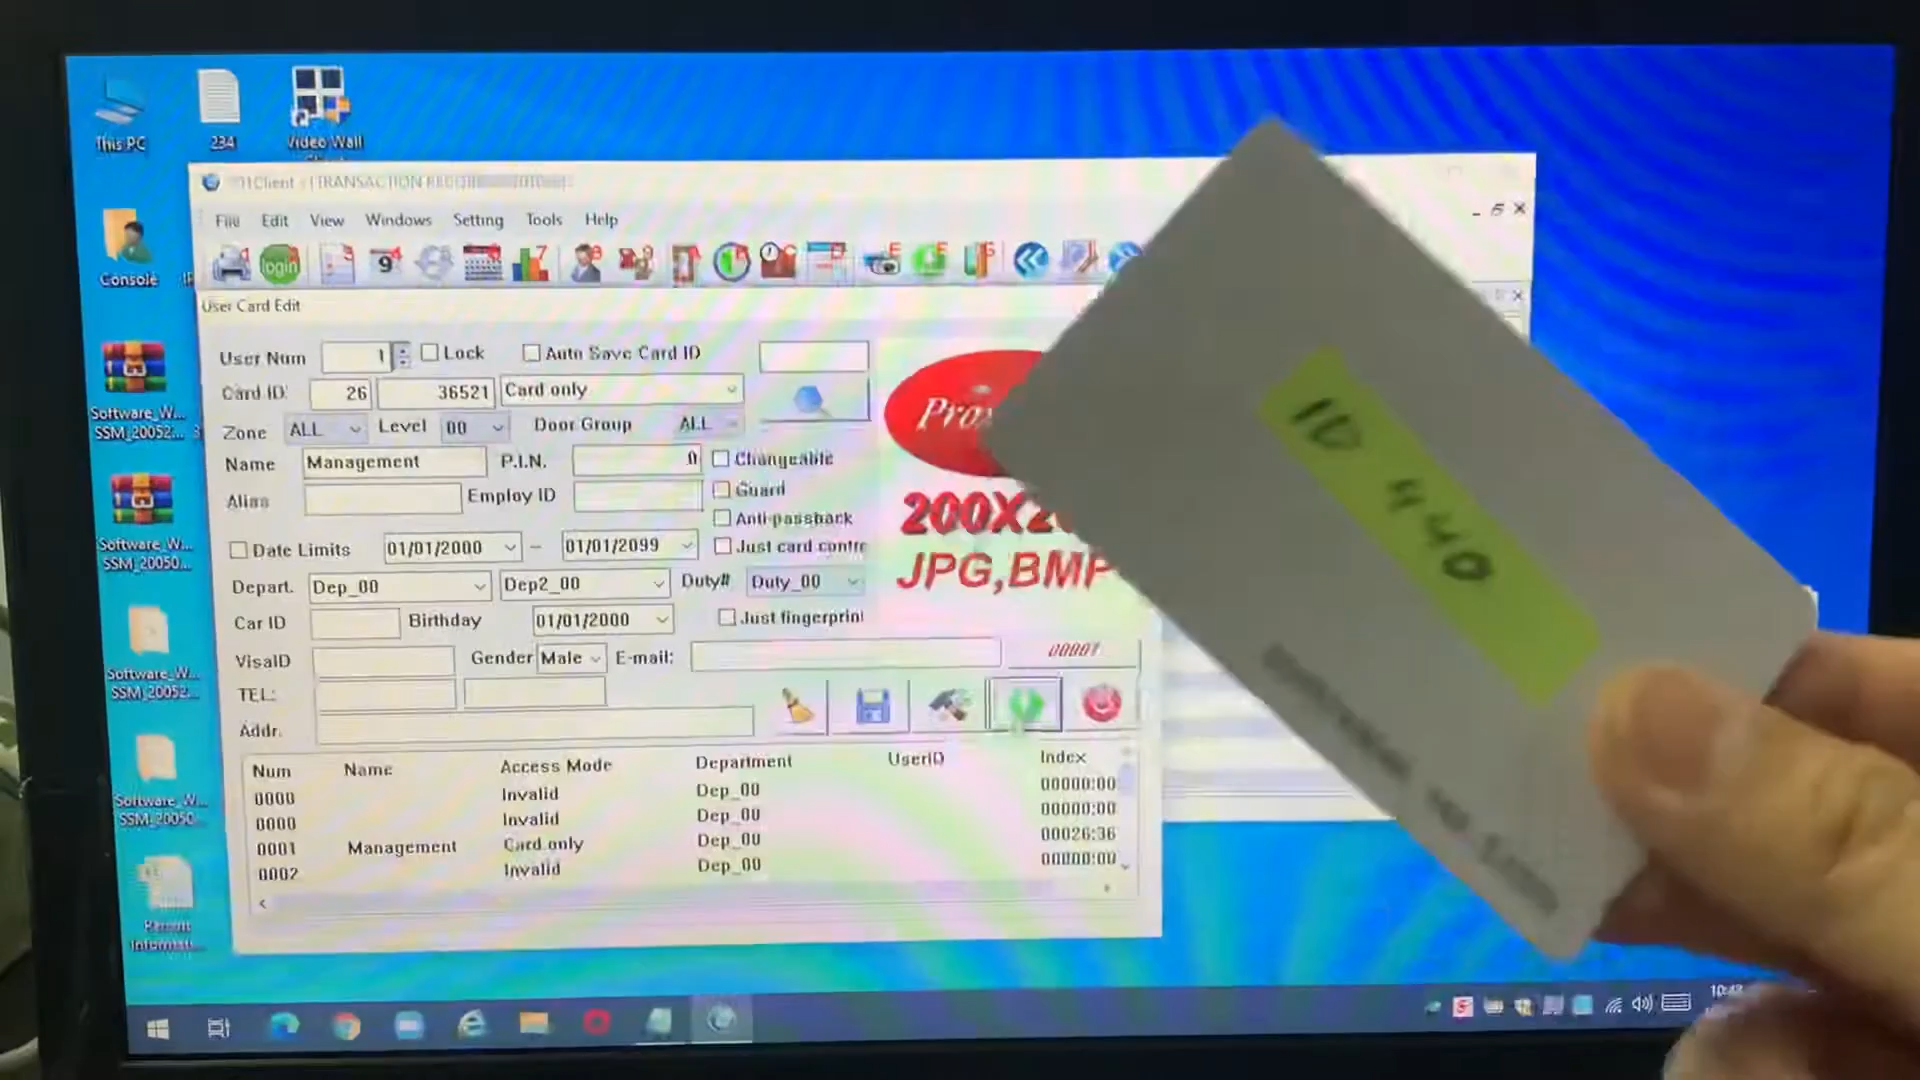 This PC
234
Video Wall
Console
Software_W...
SSM_20052...
Software_W...
SSM_20050...
Software_W...
SSM_20052...
Software_W...
SSM_20050...
File Edit View Windows Setting Tools Help
login
User Card Edit
User Num 1 Lock Auto Save Card ID
Card ID: 26 36521 Card only
Zone ALL Level 00 Door Group ALL
Name Management P.I.N. 0 Changeable
Alias Employ ID Guard
Anti-passback
Date Limits 01/01/2000 - 01/01/2099 Just card contr
Depart. Dep_00 Dep2_00 Duty# Duty_00
Car ID Birthday 01/01/2000 Just fingerprint
VisaID Gender Male E-mail: 00001
TEL:
Addr.
JPG,BMP
Num Name Access Mode Department UserID Index
0000 Invalid Dep_00 00000:00
0000 Invalid Dep_00 00000:00
0001 Management Card only Dep_00 00026:36
0002 Invalid Dep_00 00000:00
ID 440